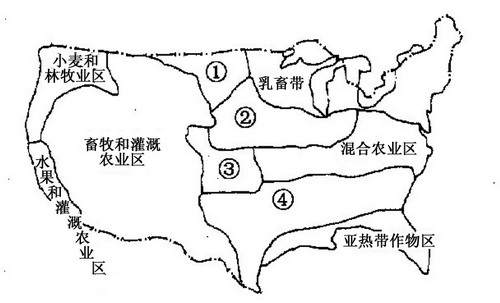 小麦和
林牧业区
①
乳畜带
②
畜牧和灌溉
农业区
混合农业区
③
水果和灌溉农业区
④
亚热带作物区